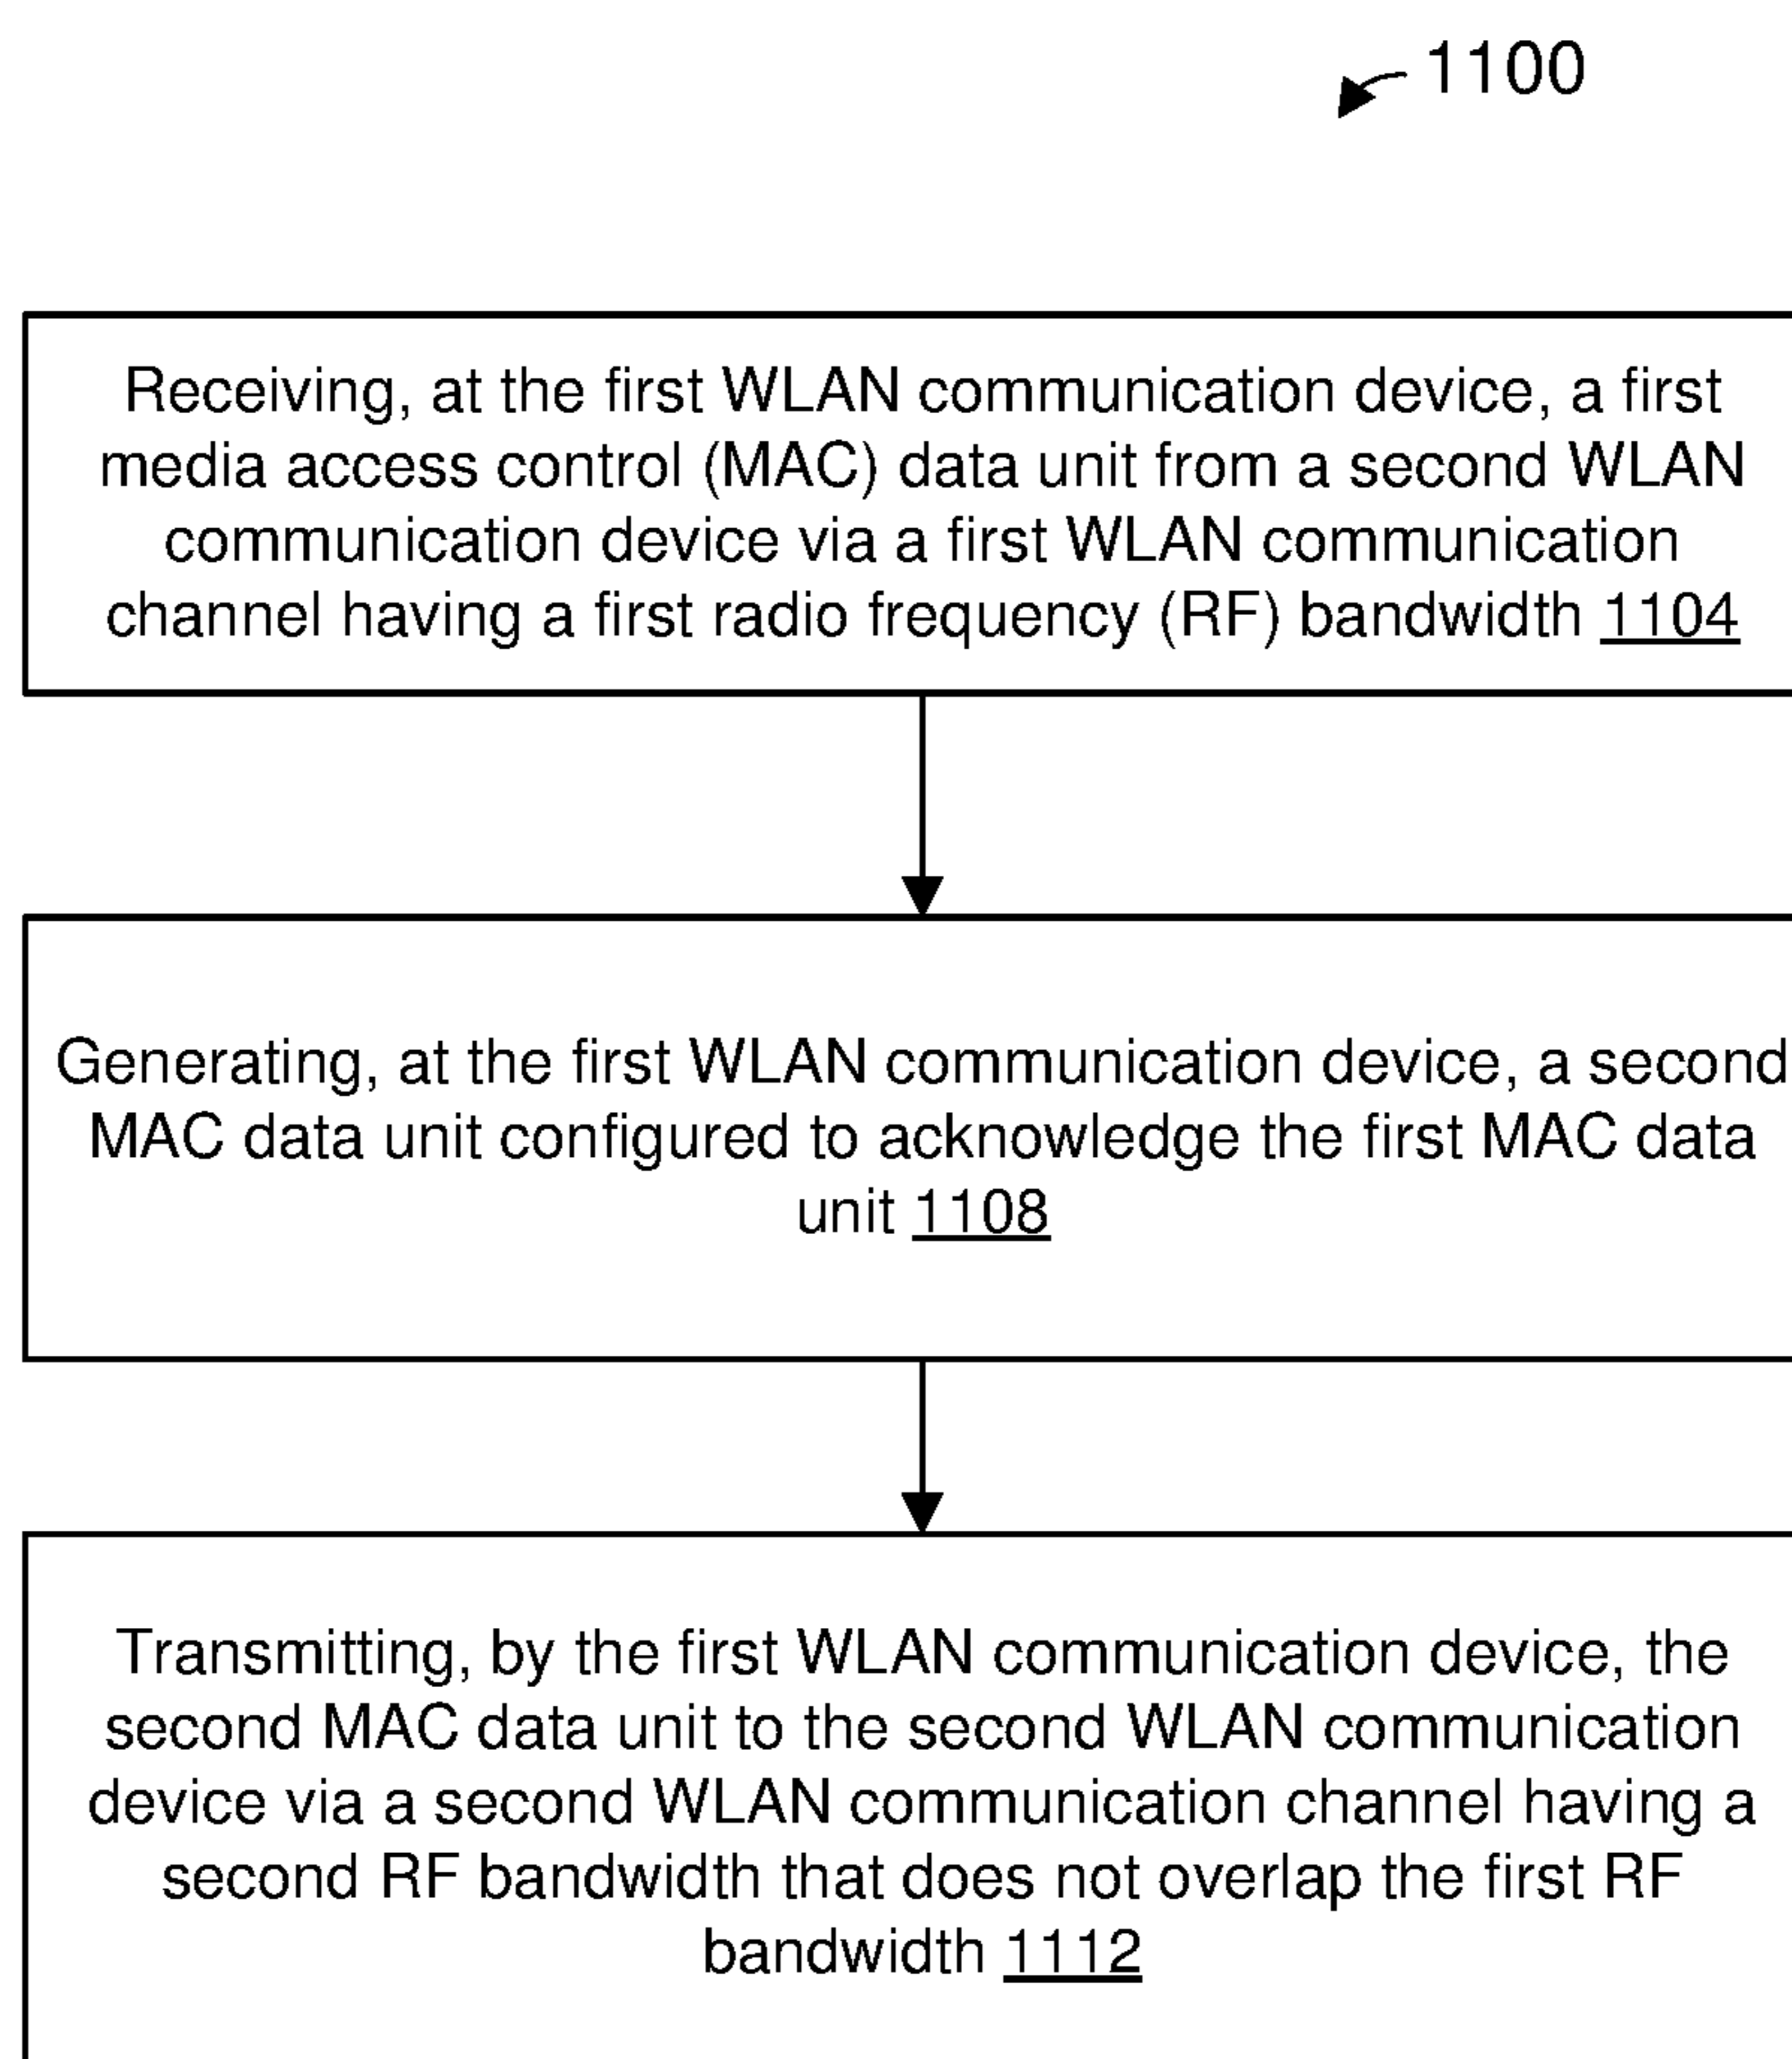 1100
Receiving, at the first WLAN communication device, a first
media access control (MAC) data unit from a second WLAN
communication device via a first WLAN communication
channel having a first radio frequency (RF) bandwidth 1104
Generating, at the first WLAN communication device, a second
MAC data unit configured to acknowledge the first MAC data
unit 1108
Transmitting, by the first WLAN communication device, the
second MAC data unit to the second WLAN communication
device via a second WLAN communication channel having a
second RF bandwidth that does not overlap the first RF
bandwidth 1112